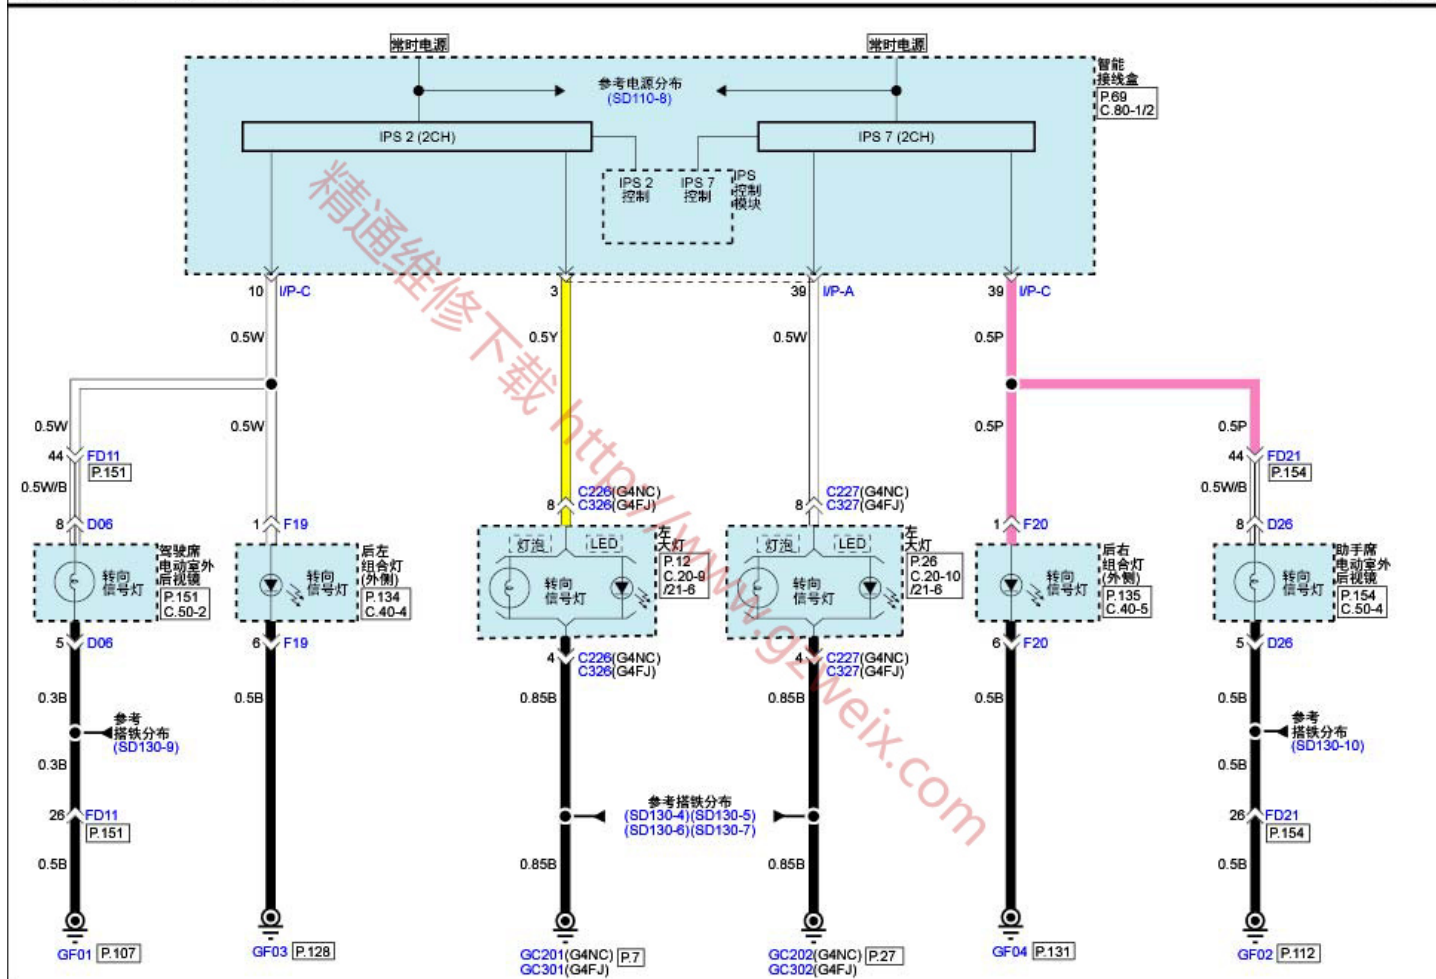 常时电源
常时电源
智能
接线盒
P.69
C.80-1/2
参考电源分布
(SD110-8)
IPS 2 (2CH)
IPS 7 (2CH)
IPS 2
控制
IPS 7
控制
IPS
控制
模块
10 I/P-C
3
39 I/P-A
39 I/P-C
0.5W
0.5Y
0.5W
0.5P
0.5W
0.5W
0.5P
0.5P
44 FD11
P.151
44 FD21
P.154
0.5W/B
0.5W/B
8 D06
1 F19
8 C226(G4NC)
C326(G4FJ)
8 C227(G4NC)
C327(G4FJ)
1 F20
8 D26
转向
信号灯
驾驶席
电动室外
后视镜
P.151
C.50-2
转向
信号灯
后左
组合灯
(外侧)
P.134
C.40-4
灯泡
LED
转向
信号灯
左
大灯
P.12
C.20-9
/21-6
灯泡
LED
转向
信号灯
左
大灯
P.26
C.20-10
/21-6
转向
信号灯
后右
组合灯
(外侧)
P.135
C.40-5
转向
信号灯
助手席
电动室外
后视镜
P.154
C.50-4
5 D06
6 F19
4 C226(G4NC)
C326(G4FJ)
4 C227(G4NC)
C327(G4FJ)
6 F20
5 D26
0.3B
0.5B
0.85B
0.85B
0.5B
0.5B
参考
搭铁分布
(SD130-9)
参考
搭铁分布
(SD130-10)
0.3B
0.5B
参考搭铁分布
(SD130-4)(SD130-5)
(SD130-6)(SD130-7)
26 FD11
P.151
26 FD21
P.154
0.5B
0.85B
0.85B
0.5B
GF01 P.107
GF03 P.128
GC201(G4NC) P.7
GC301(G4FJ)
GC202(G4NC) P.27
GC302(G4FJ)
GF04 P.131
GF02 P.112
精通维修下载 http://www.gzweix.com